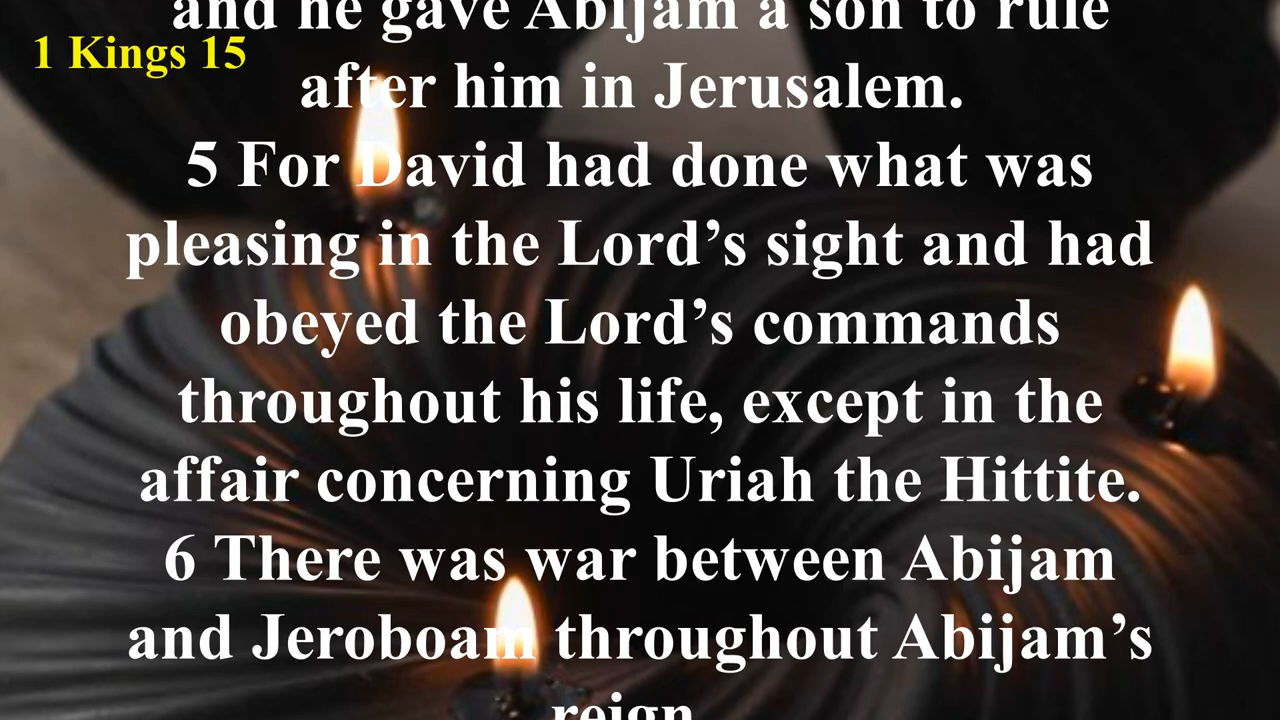 and he gave Abijam a son to rule
1 Kings 15
after him in Jerusalem.
5 For David had done what was
pleasing in the Lord’s sight and had
obeyed the Lord’s commands
throughout his life, except in the
affair concerning Uriah the Hittite.
6 There was war between Abijam
and Jeroboam throughout Abijam’s
reign